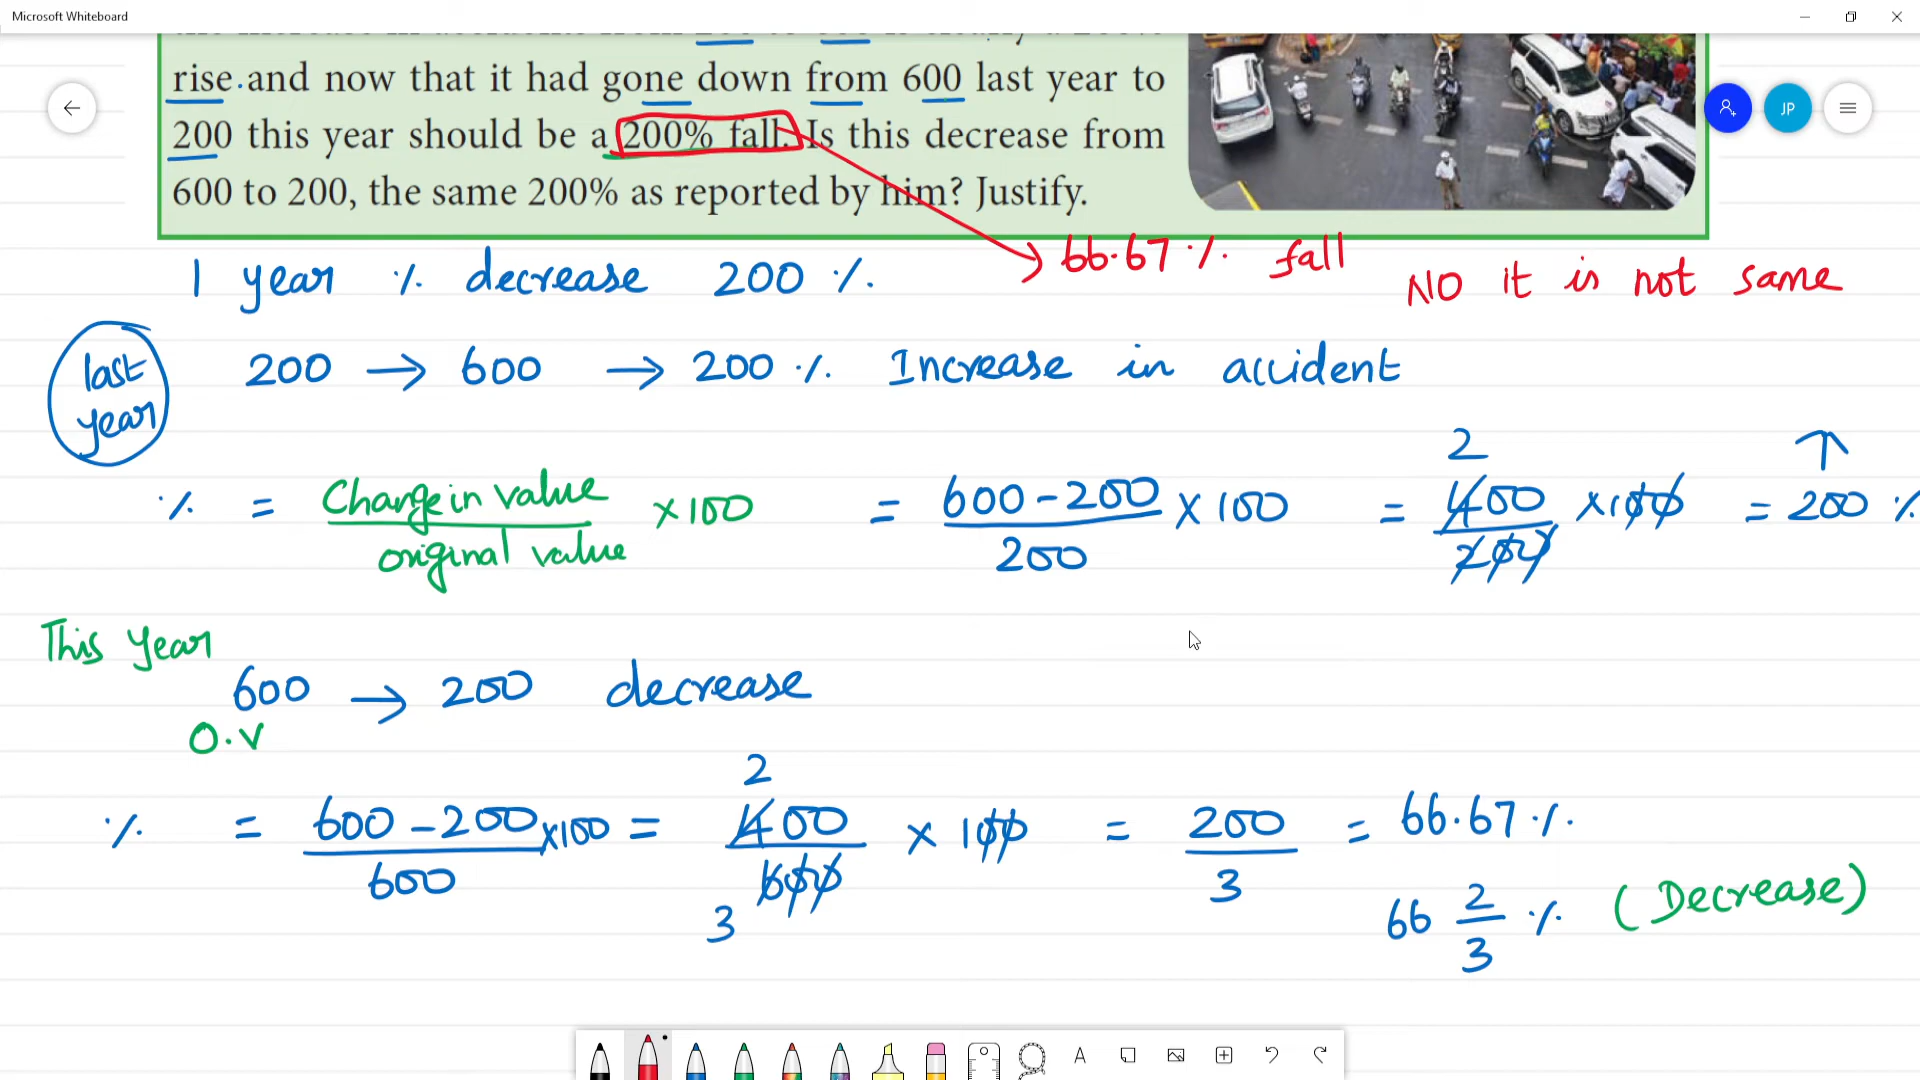 Microsoft Whiteboard
rise and now that it had gone down from 600 last year to
200 this year should be a 200% fall. Is this decrease from
600 to 200, the same 200% as reported by him? Justify.
JP
66.67 % fall
NO it is not same
1 year % decrease 200 %.
last year
200 → 600 → 200 % Increase in accident
% = Change in value / original value × 100 = 600 - 200 / 200 × 100 = 2 400 / 200 × 100 = 200 %
↑
This Year
600 → 200 decrease
O.V
% = 600 - 200 / 600 × 100 = 2 400 / 600 3 × 100 = 200 / 3 = 66.67 %
66 2/3 % (Decrease)
A